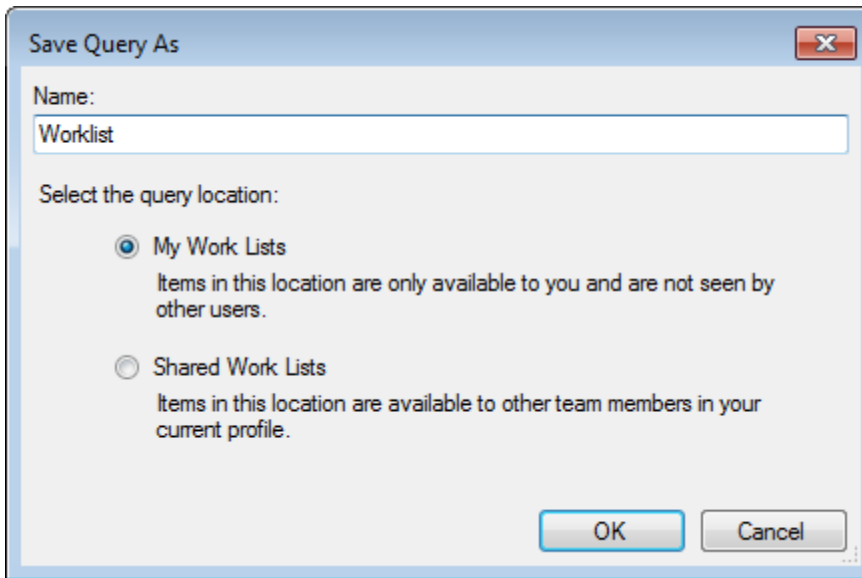 Save Query As
Name:
Worklist
Select the query location:
My Work Lists
Items in this location are only available to you and are not seen by
other users.
Shared Work Lists
Items in this location are available to other team members in your
current profile.
OK Cancel